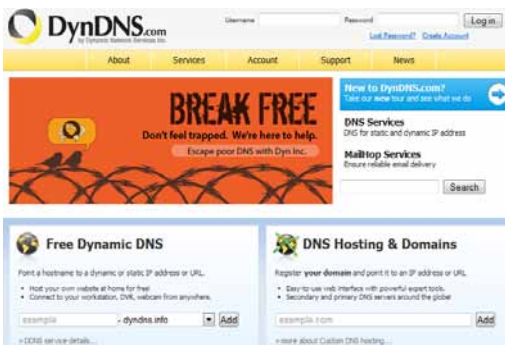 DynDNS.com
by Dynamic Network Services Inc.
Username
Password
Log in
Lost Password? Create Account
About Services Account Support News
BREAK FREE
Don't feel trapped. We're here to help.
Escape poor DNS with Dyn Inc.
New to DynDNS.com?
Take our new tour and see what we do
DNS Services
DNS for static and dynamic IP address
MailHop Services
Ensure reliable email delivery
Search
Free Dynamic DNS
Point a hostname to a dynamic or static IP address or URL.
• Host your own website at home for free!
• Connect to your workstation, DVR, webcam from anywhere.
example . dyndns.info Add
» DDNS service details...
DNS Hosting & Domains
Register your domain and point it to an IP address or URL.
• Easy-to-use web interface with powerful expert tools.
• Secondary and primary DNS servers around the globe!
example.com Add
» more about Custom DNS hosting...